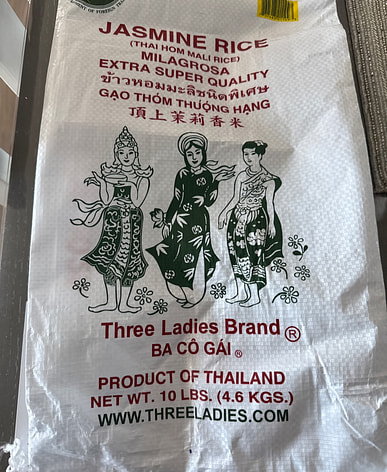 JASMINE RICE
(THAI HOM MALI RICE)
MILAGROSA
EXTRA SUPER QUALITY
ข้าวหอมมะลิชนิดพิเศษ
GẠO THÓM THƯỢNG HẠNG
頂上茉莉香米
Three Ladies Brand ®
BA CÔ GÁI ®
PRODUCT OF THAILAND
NET WT. 10 LBS. (4.6 KGS.)
WWW.THREELADIES.COM